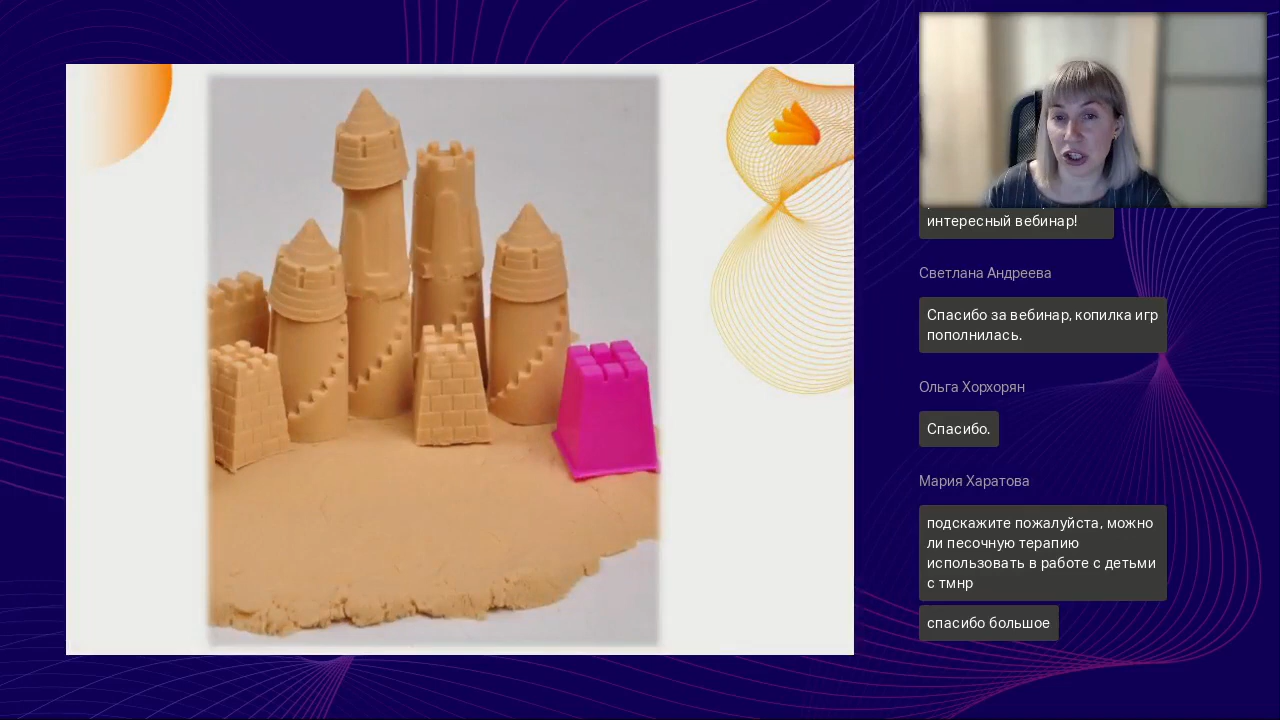 интересный вебинар!
Светлана Андреева
Спасибо за вебинар, копилка игр
пополнилась.
Ольга Хорхорян
Спасибо.
Мария Харатова
подскажите пожалуйста, можно
ли песочную терапию
использовать в работе с детьми
с тмнр
спасибо большое